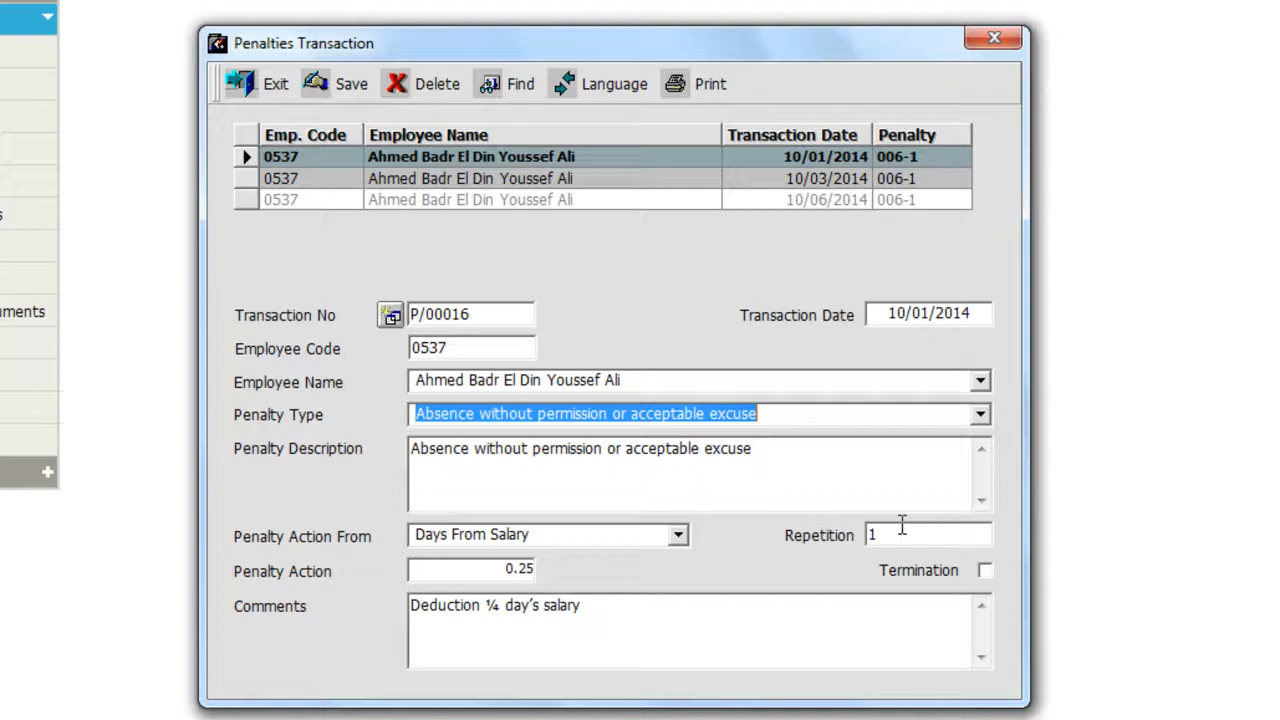 Penalties Transaction
Exit Save Delete Find Language Print
Emp. Code Employee Name Transaction Date Penalty
0537 Ahmed Badr El Din Youssef Ali 10/01/2014 006-1
0537 Ahmed Badr El Din Youssef Ali 10/03/2014 006-1
0537 Ahmed Badr El Din Youssef Ali 10/06/2014 006-1
s
uments
Transaction No P/00016 Transaction Date 10/01/2014
Employee Code 0537
Employee Name Ahmed Badr El Din Youssef Ali
Penalty Type Absence without permission or acceptable excuse
Penalty Description Absence without permission or acceptable excuse
Penalty Action From Days From Salary Repetition 1
Penalty Action 0.25 Termination
Comments Deduction ¼ day's salary